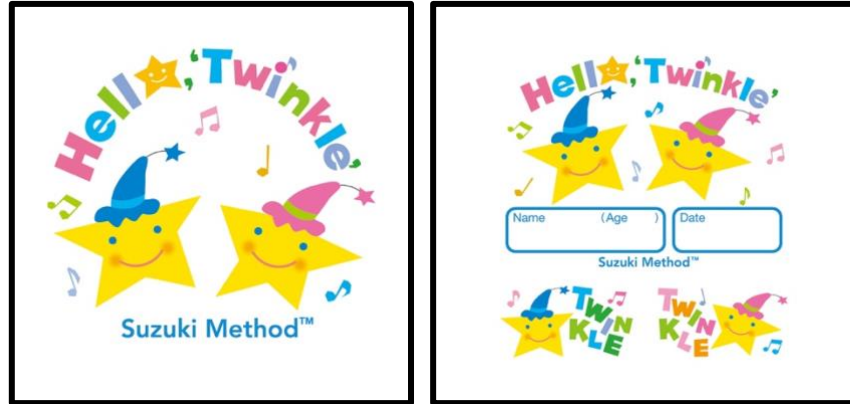 Hello, ‘Twinkle’
Suzuki Method™
Hello, ‘Twinkle’
Name (Age )
Date
Suzuki Method™
TWINKLE
TWINKLE